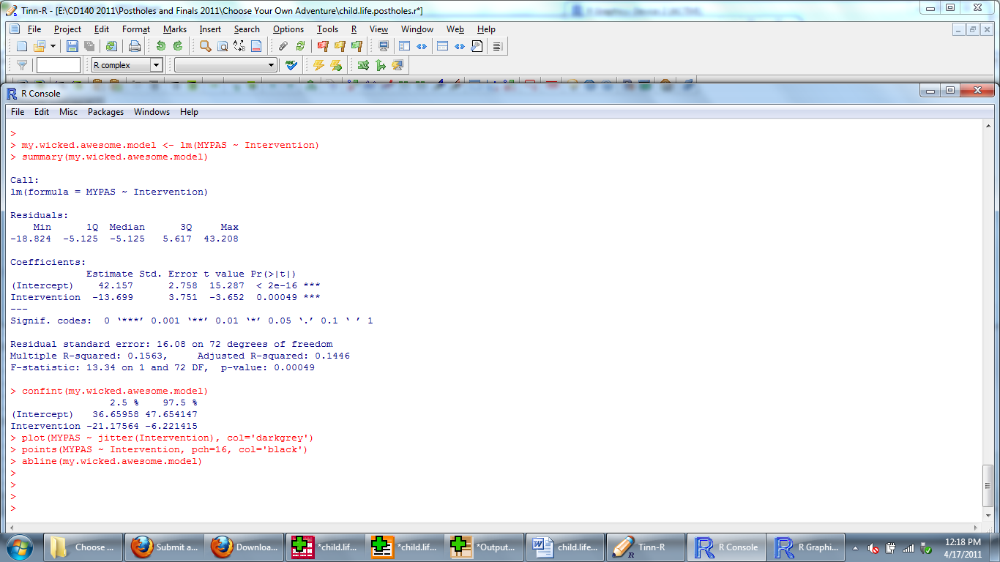 Tinn-R - [E:\CD140 2011\Postholes and Finals 2011\Choose Your Own Adventure\child.life.postholes.r*]
File Project Edit Format Marks Insert Search Options Tools R View Window Web Help
R complex
ABC
R Console
File Edit Misc Packages Windows Help
>
> my.wicked.awesome.model <- lm(MYPAS ~ Intervention)
> summary(my.wicked.awesome.model)
Call:
lm(formula = MYPAS ~ Intervention)
Residuals:
    Min      1Q  Median      3Q     Max
-18.824  -5.125  -5.125   5.617  43.208
Coefficients:
             Estimate Std. Error t value Pr(>|t|)
(Intercept)    42.157      2.758  15.287  < 2e-16 ***
Intervention  -13.699      3.751  -3.652  0.00049 ***
---
Signif. codes:  0 ‘***’ 0.001 ‘**’ 0.01 ‘*’ 0.05 ‘.’ 0.1 ‘ ’ 1
Residual standard error: 16.08 on 72 degrees of freedom
Multiple R-squared: 0.1563,     Adjusted R-squared: 0.1446
F-statistic: 13.34 on 1 and 72 DF,  p-value: 0.00049
> confint(my.wicked.awesome.model)
                 2.5 %    97.5 %
(Intercept)   36.65958 47.654147
Intervention -21.17564 -6.221415
> plot(MYPAS ~ jitter(Intervention), col='darkgrey')
> points(MYPAS ~ Intervention, pch=16, col='black')
> abline(my.wicked.awesome.model)
>
>
>
>
Choose ... Submit a... Downloa... *child.lif... *child.lif... *Output... child.life... Tinn-R R Console R Graphi... 12:18 PM
4/17/2011